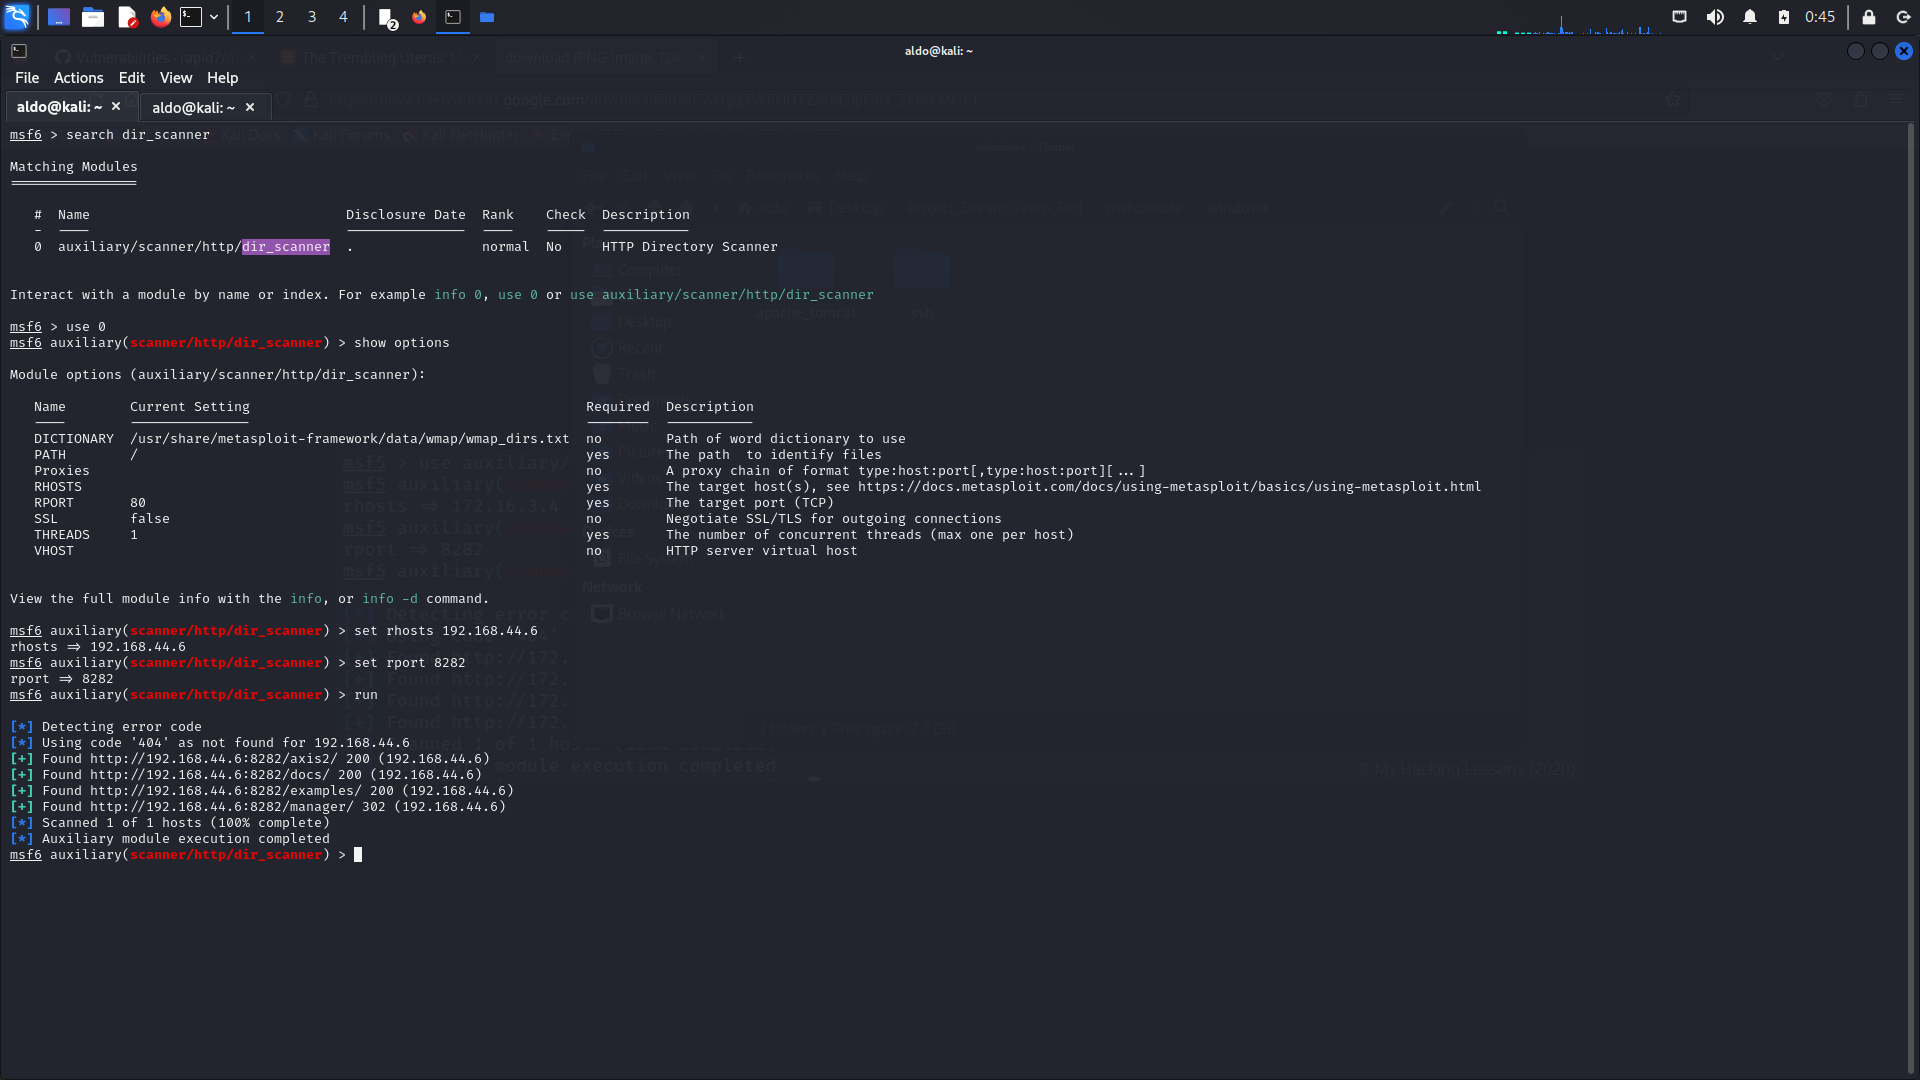 1 2 3 4 2 0:45
aldo@kali: ~
File Actions Edit View Help
aldo@kali: ~ × aldo@kali: ~ ×
msf6 > search dir_scanner
Matching Modules
================
# Name Disclosure Date Rank Check Description
- ---- --------------- ---- ----- -----------
0 auxiliary/scanner/http/dir_scanner . normal No HTTP Directory Scanner
Interact with a module by name or index. For example info 0, use 0 or use auxiliary/scanner/http/dir_scanner
msf6 > use 0
msf6 auxiliary(scanner/http/dir_scanner) > show options
Module options (auxiliary/scanner/http/dir_scanner):
Name Current Setting Required Description
---- --------------- -------- -----------
DICTIONARY /usr/share/metasploit-framework/data/wmap/wmap_dirs.txt no Path of word dictionary to use
PATH / yes The path to identify files
Proxies no A proxy chain of format type:host:port[,type:host:port][...]
RHOSTS yes The target host(s), see https://docs.metasploit.com/docs/using-metasploit/basics/using-metasploit.html
RPORT 80 yes The target port (TCP)
SSL false no Negotiate SSL/TLS for outgoing connections
THREADS 1 yes The number of concurrent threads (max one per host)
VHOST no HTTP server virtual host
View the full module info with the info, or info -d command.
msf6 auxiliary(scanner/http/dir_scanner) > set rhosts 192.168.44.6
rhosts => 192.168.44.6
msf6 auxiliary(scanner/http/dir_scanner) > set rport 8282
rport => 8282
msf6 auxiliary(scanner/http/dir_scanner) > run
[*] Detecting error code
[*] Using code '404' as not found for 192.168.44.6
[+] Found http://192.168.44.6:8282/axis2/ 200 (192.168.44.6)
[+] Found http://192.168.44.6:8282/docs/ 200 (192.168.44.6)
[+] Found http://192.168.44.6:8282/examples/ 200 (192.168.44.6)
[+] Found http://192.168.44.6:8282/manager/ 302 (192.168.44.6)
[*] Scanned 1 of 1 hosts (100% complete)
[*] Auxiliary module execution completed
msf6 auxiliary(scanner/http/dir_scanner) >